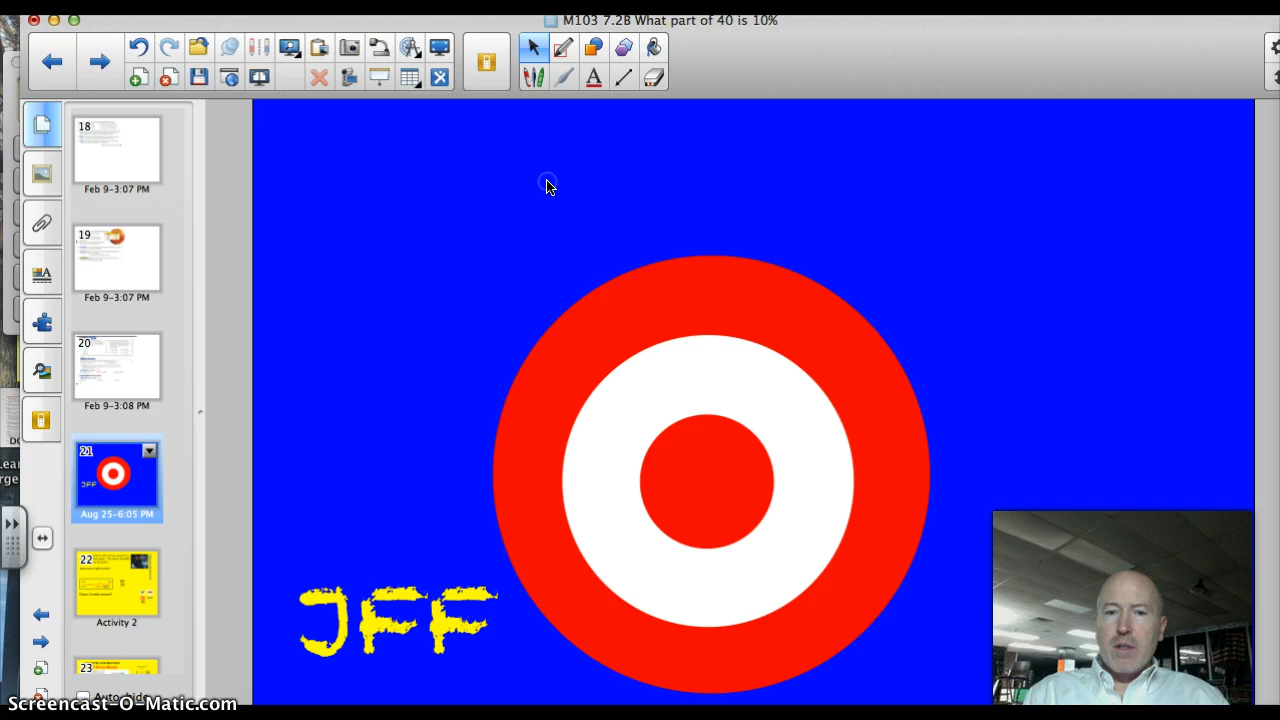 M103 7.2B What part of 40 is 10%
18
Feb 9-3:07 PM
19
Feb 9-3:07 PM
20
Feb 9-3:08 PM
21
JFF
Aug 25-6:05 PM
22
Activity 2
23
JFF
Screencast-O-Matic.com